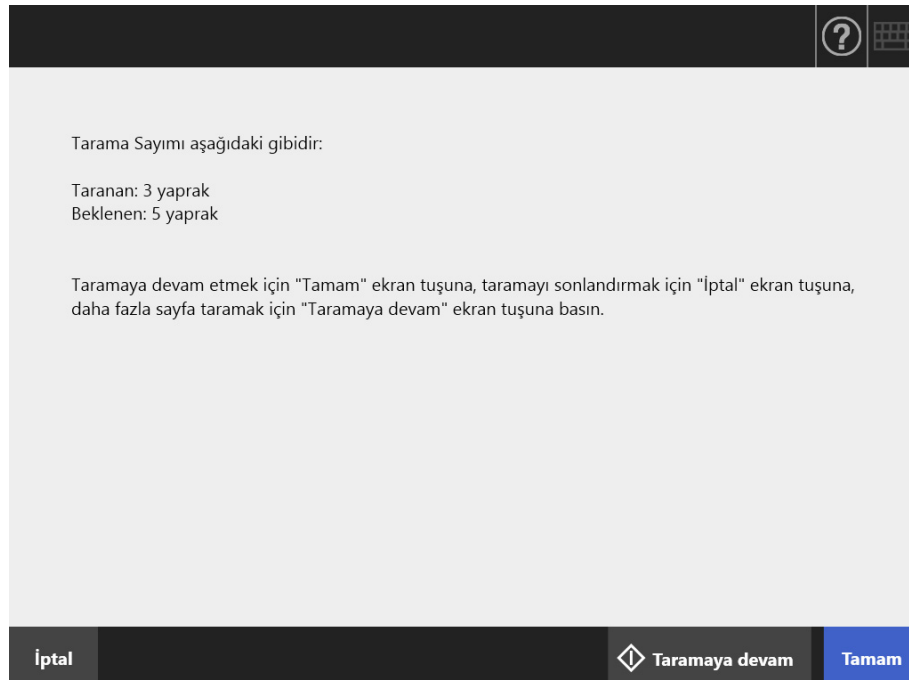 Tarama Sayımı aşağıdaki gibidir:
Taranan: 3 yaprak
Beklenen: 5 yaprak
Taramaya devam etmek için "Tamam" ekran tuşuna, taramayı sonlandırmak için "İptal" ekran tuşuna,
daha fazla sayfa taramak için "Taramaya devam" ekran tuşuna basın.
İptal
Taramaya devam
Tamam